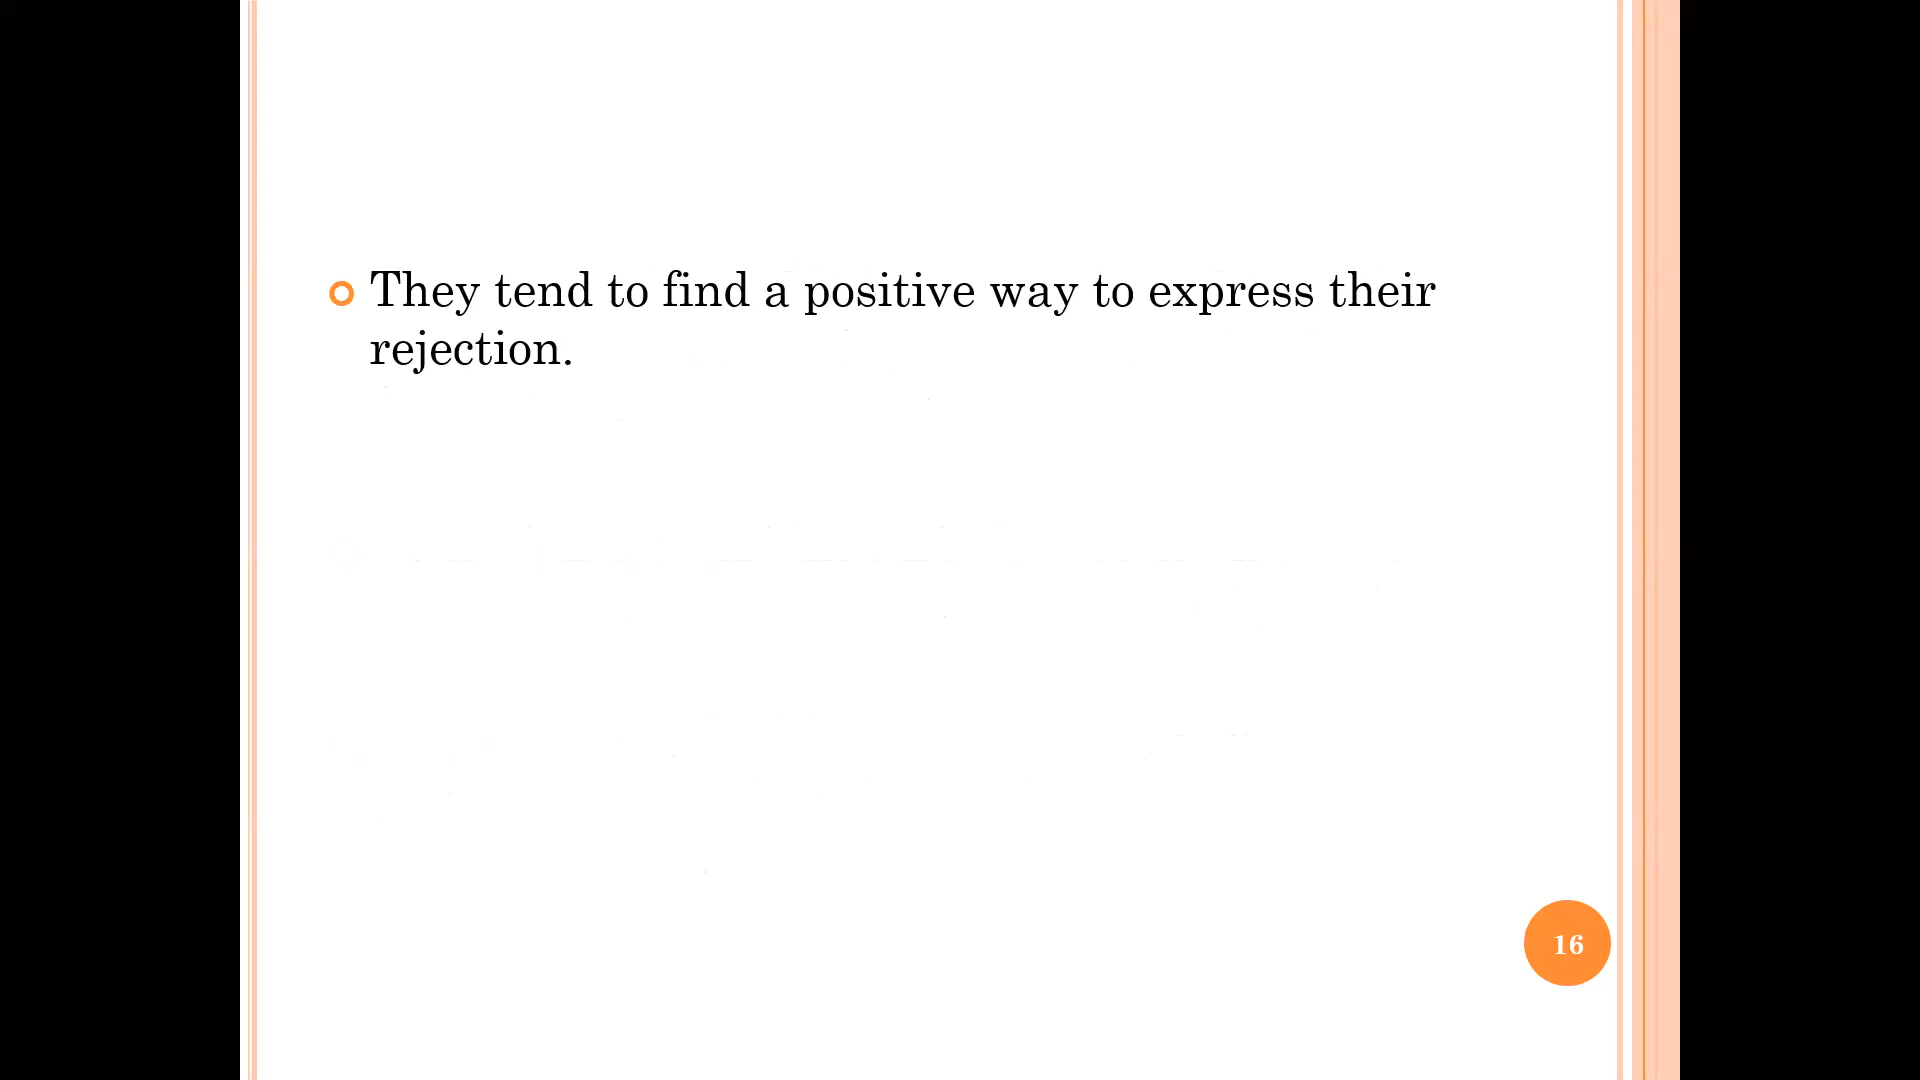 They tend to find a positive way to express their
rejection.
16